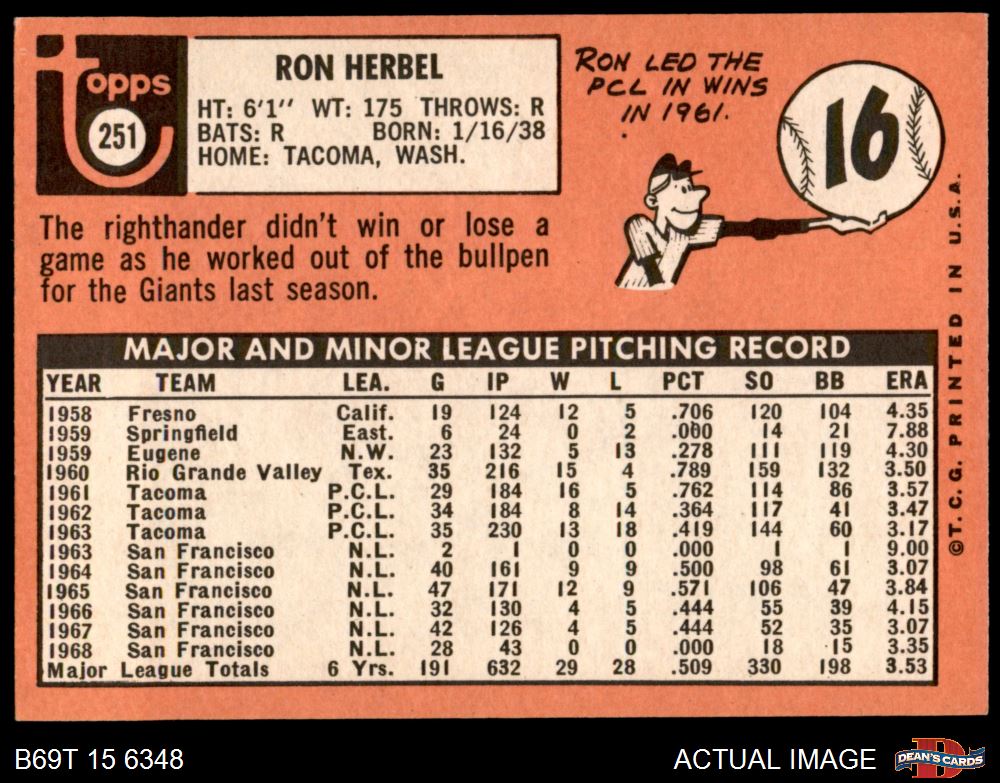 Topps
251
RON HERBEL
HT: 6'1" WT: 175 THROWS: R
BATS: R BORN: 1/16/38
HOME: TACOMA, WASH.
RON LED THE
PCL IN WINS
IN 1961.
16
The righthander didn't win or lose a
game as he worked out of the bullpen
for the Giants last season.
MAJOR AND MINOR LEAGUE PITCHING RECORD
YEAR TEAM LEA. G IP W L PCT SO BB ERA
1958 Fresno Calif. 19 124 12 5 .706 120 104 4.35
1959 Springfield East. 6 24 0 2 .000 14 21 7.88
1959 Eugene N.W. 23 132 5 13 .278 111 119 4.30
1960 Rio Grande Valley Tex. 35 216 15 4 .789 159 132 3.50
1961 Tacoma P.C.L. 29 184 16 5 .762 114 86 3.57
1962 Tacoma P.C.L. 34 184 8 14 .364 117 41 3.47
1963 Tacoma P.C.L. 35 230 13 18 .419 144 60 3.17
1963 San Francisco N.L. 2 1 0 0 .000 1 1 9.00
1964 San Francisco N.L. 40 161 9 9 .500 98 61 3.07
1965 San Francisco N.L. 47 171 12 9 .571 106 47 3.84
1966 San Francisco N.L. 32 130 4 5 .444 55 39 4.15
1967 San Francisco N.L. 42 126 4 5 .444 52 35 3.07
1968 San Francisco N.L. 28 43 0 0 .000 18 15 3.35
Major League Totals 6 Yrs. 191 632 29 28 .509 330 198 3.53
©T.C.G. PRINTED IN U.S.A.
B69T 15 6348
ACTUAL IMAGE
D
DEAN'S CARDS